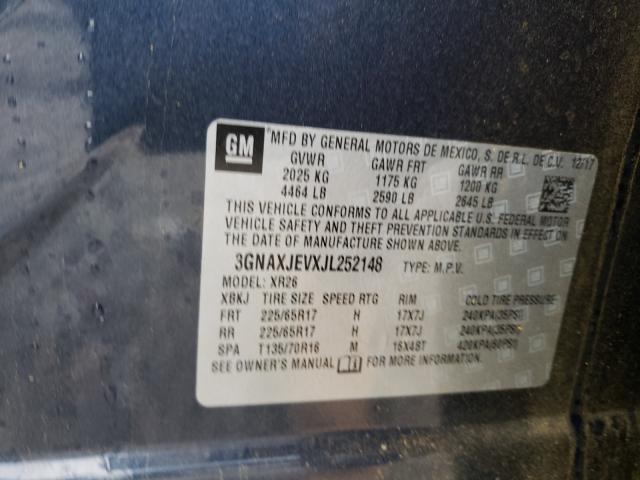 GM MFD BY GENERAL MOTORS DE MEXICO, S. DE R.L. DE C.V. 12/17
GVWR GAWR FRT GAWR RR
2025 KG 1175 KG 1200 KG
4464 LB 2590 LB 2645 LB
THIS VEHICLE CONFORMS TO ALL APPLICABLE U.S. FEDERAL MOTOR
VEHICLE SAFETY AND THEFT PREVENTION STANDARDS IN EFFECT ON
THE DATE OF MANUFACTURE SHOWN ABOVE.
3GNAXJEVXJL252148 TYPE: M.P.V.
MODEL: XR26
XBKJ TIRE SIZE SPEED RTG RIM COLD TIRE PRESSURE
FRT 225/65R17 H 17X7J 240KPA(35PSI)
RR 225/65R17 H 17X7J 240KPA(35PSI)
SPA T135/70R16 M 16X4BT 420KPA(60PSI)
SEE OWNER'S MANUAL FOR MORE INFORMATION.